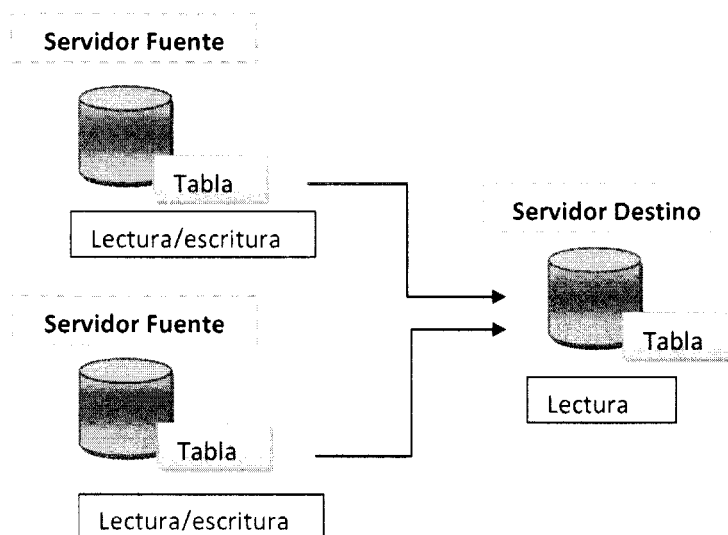 Servidor Fuente
Tabla
Lectura/escritura
Servidor Fuente
Tabla
Lectura/escritura
Servidor Destino
Tabla
Lectura